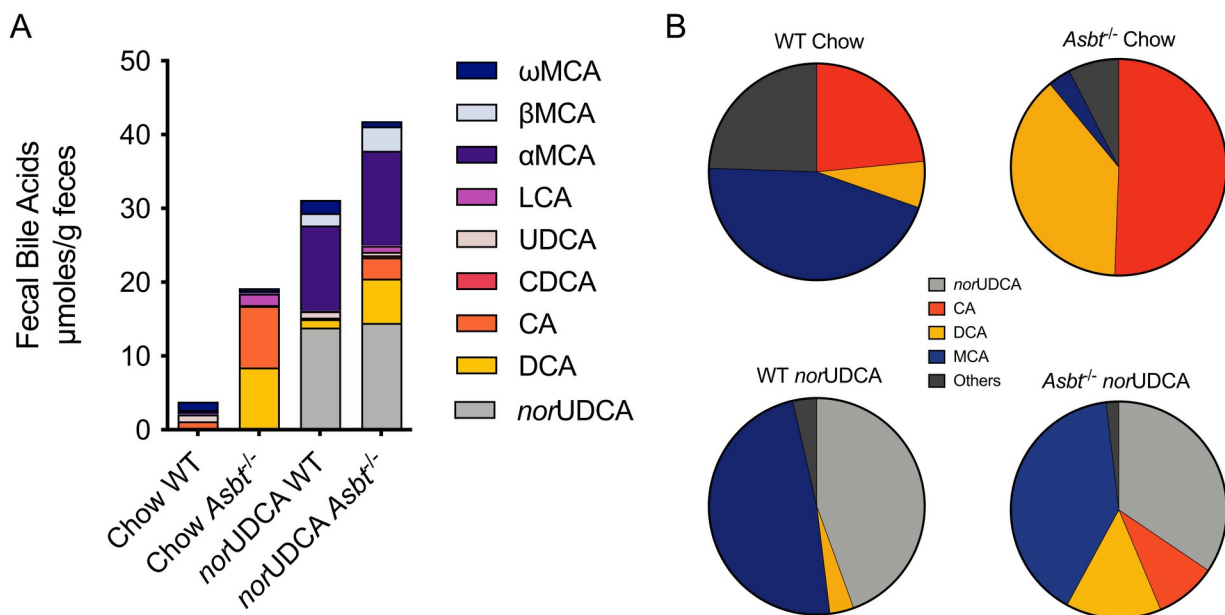 A
Fecal Bile Acids
μmoles/g feces
50
40
30
20
10
0
Chow WT
Chow Asbt-/-
norUDCA WT
norUDCA Asbt-/-
ωMCA
βMCA
αMCA
LCA
UDCA
CDCA
CA
DCA
norUDCA
B
WT Chow
Asbt-/- Chow
norUDCA
CA
DCA
MCA
Others
WT norUDCA
Asbt-/- norUDCA